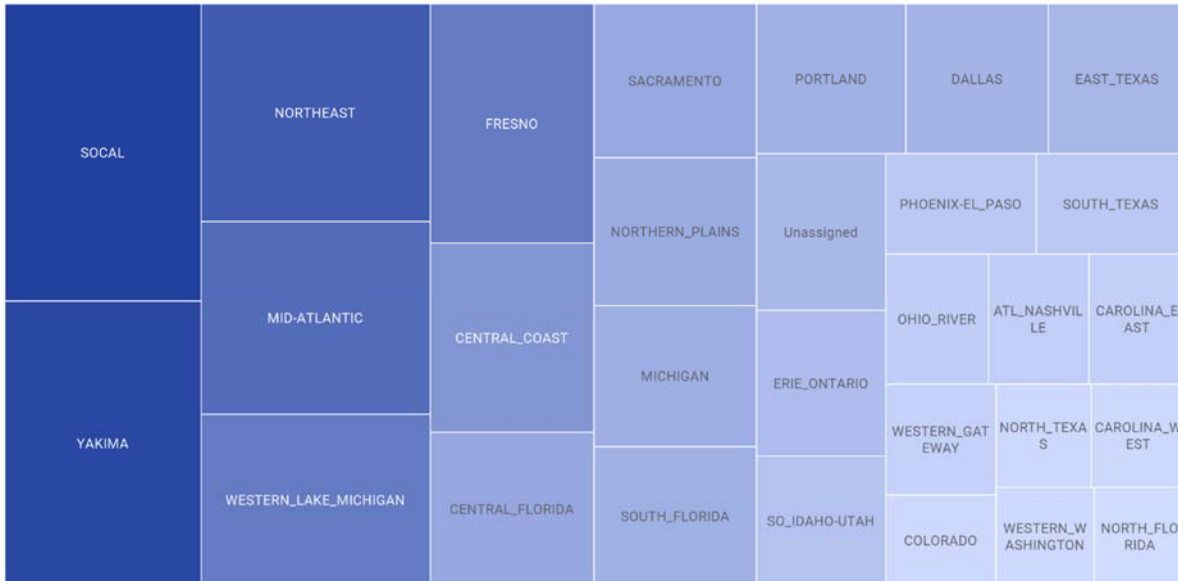 SOCAL
YAKIMA
NORTHEAST
MID-ATLANTIC
WESTERN_LAKE_MICHIGAN
FRESNO
CENTRAL_COAST
CENTRAL_FLORIDA
SACRAMENTO
NORTHERN_PLAINS
MICHIGAN
SOUTH_FLORIDA
PORTLAND
DALLAS
EAST_TEXAS
Unassigned
ERIE_ONTARIO
SO_IDAHO-UTAH
PHOENIX-EL_PASO
SOUTH_TEXAS
OHIO_RIVER
ATL_NASHVIL
LE
CAROLINA_E
AST
WESTERN_GAT
EWAY
NORTH_TEXA
S
CAROLINA_W
EST
COLORADO
WESTERN_W
ASHINGTON
NORTH_FLO
RIDA